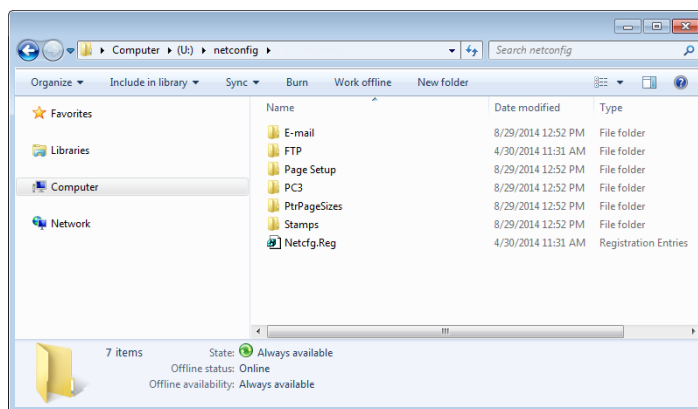 Computer (U:) netconfig
Search netconfig
Organize Include in library Sync Burn Work offline New folder
Favorites
Libraries
Computer
Network
Name Date modified Type
E-mail 8/29/2014 12:52 PM File folder
FTP 4/30/2014 11:31 AM File folder
Page Setup 8/29/2014 12:52 PM File folder
PC3 8/29/2014 12:52 PM File folder
PtrPageSizes 8/29/2014 12:52 PM File folder
Stamps 8/29/2014 12:52 PM File folder
Netcfg.Reg 4/30/2014 11:31 AM Registration Entries
7 items State: Always available
Offline status: Online
Offline availability: Always available